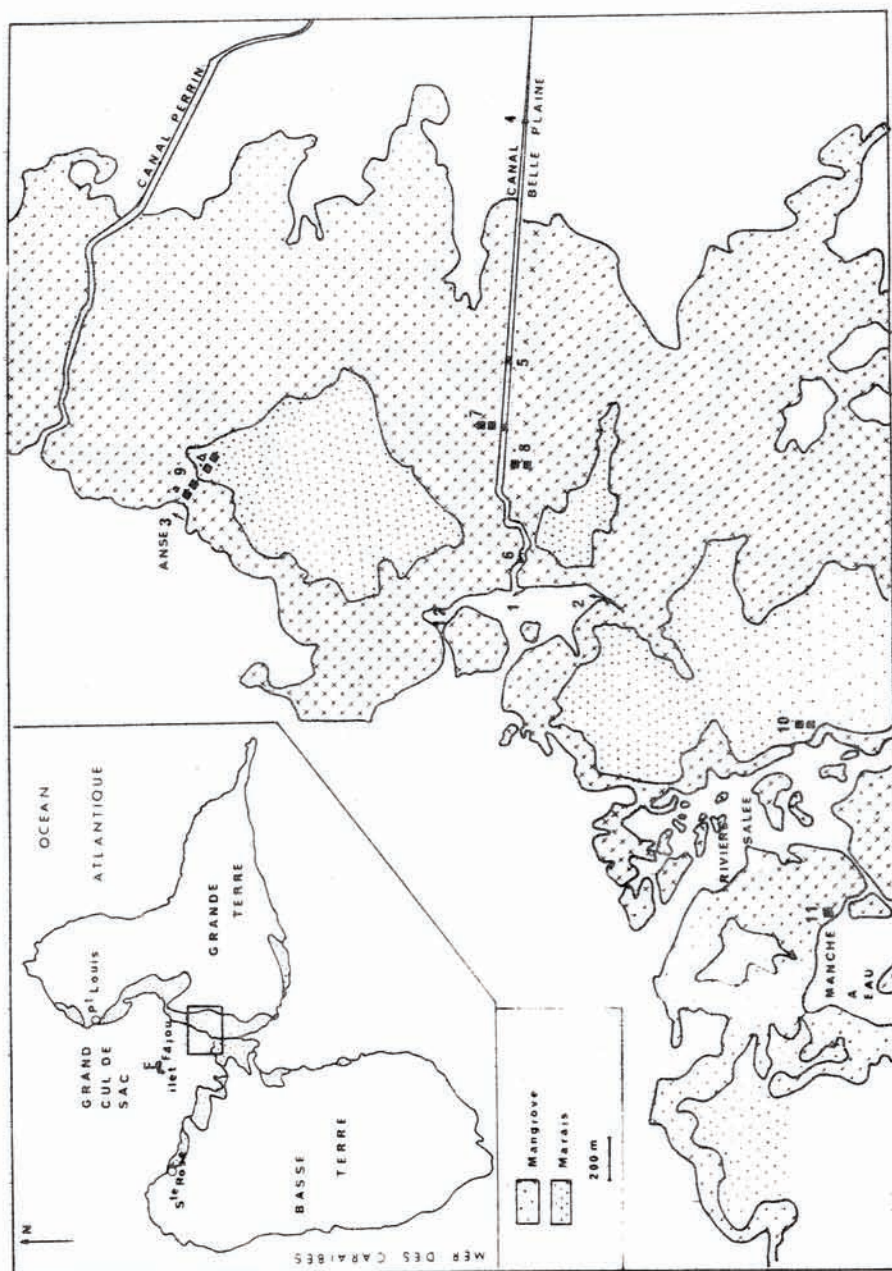 N
MER DES CARAIBES
OCEAN
ATLANTIQUE
GRAND
CUL DE
SAC
Pt Louis
Ste Rose
ilet Fajou
GRANDE
TERRE
BASSE
TERRE
Mangrove
Marais
200 m
CANAL PERRIN
CANAL
BELLE PLAINE
4
5
7
8
6
ANSE 3
9
12
1
2
10
RIVIERE
SALEE
11
MANCHE
A
EAU